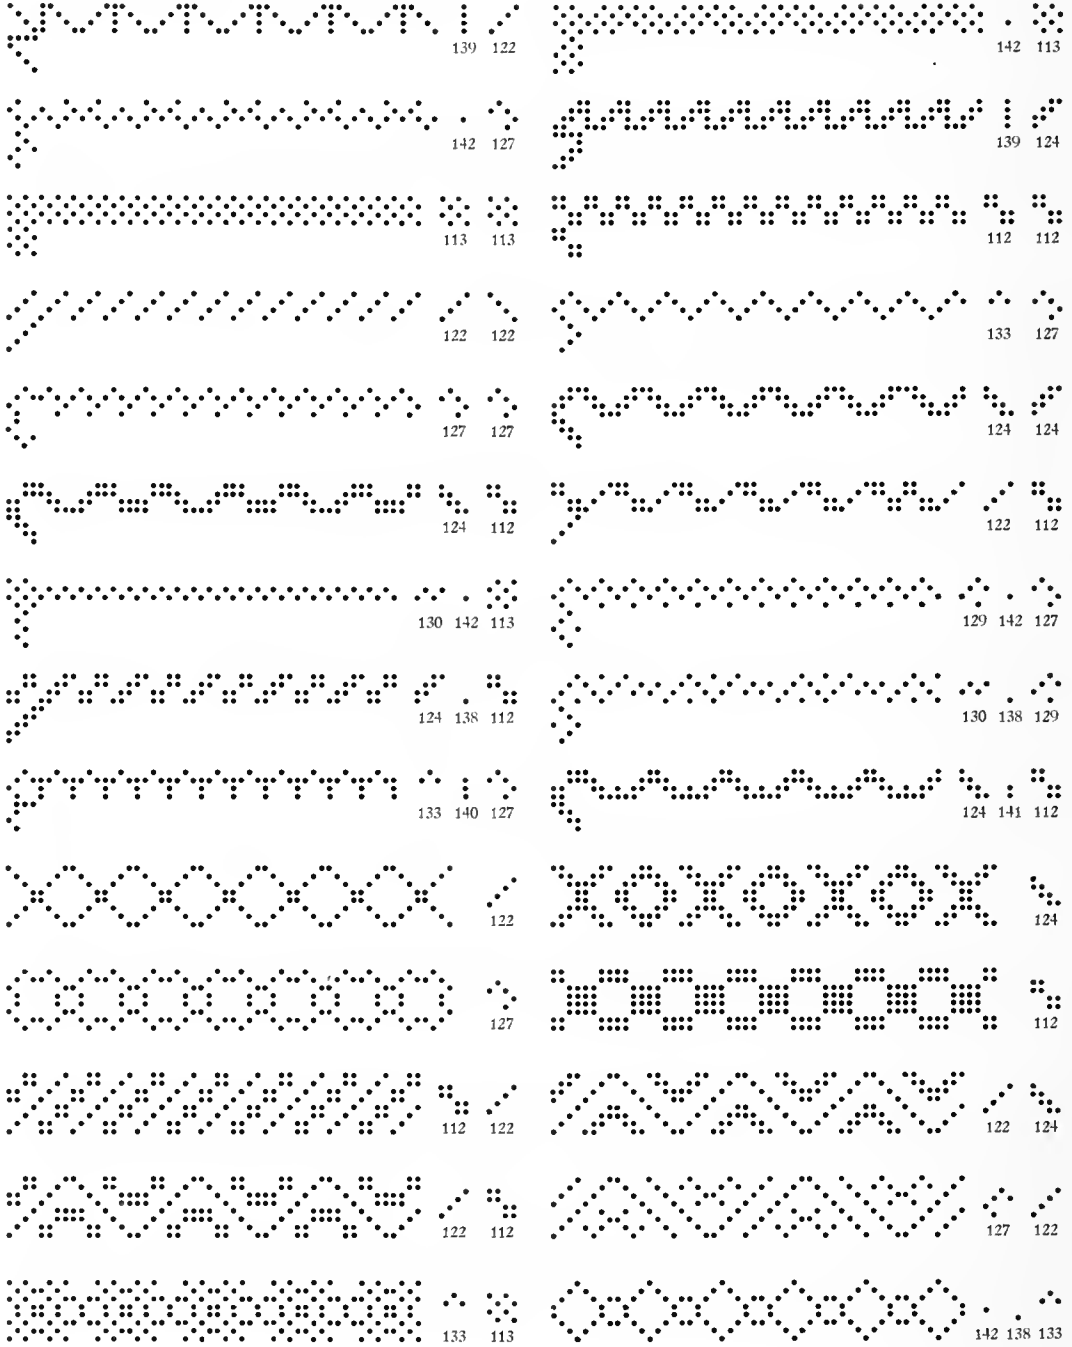 139 122 142 113
142 127 139 124
113 113 112 112
122 122 133 127
127 127 124 124
124 112 122 112
130 142 113 129 142 127
124 138 112 130 138 129
133 140 127 124 141 112
122 124
127 112
112 122 122 124
122 112 127 122
133 113 142 138 133